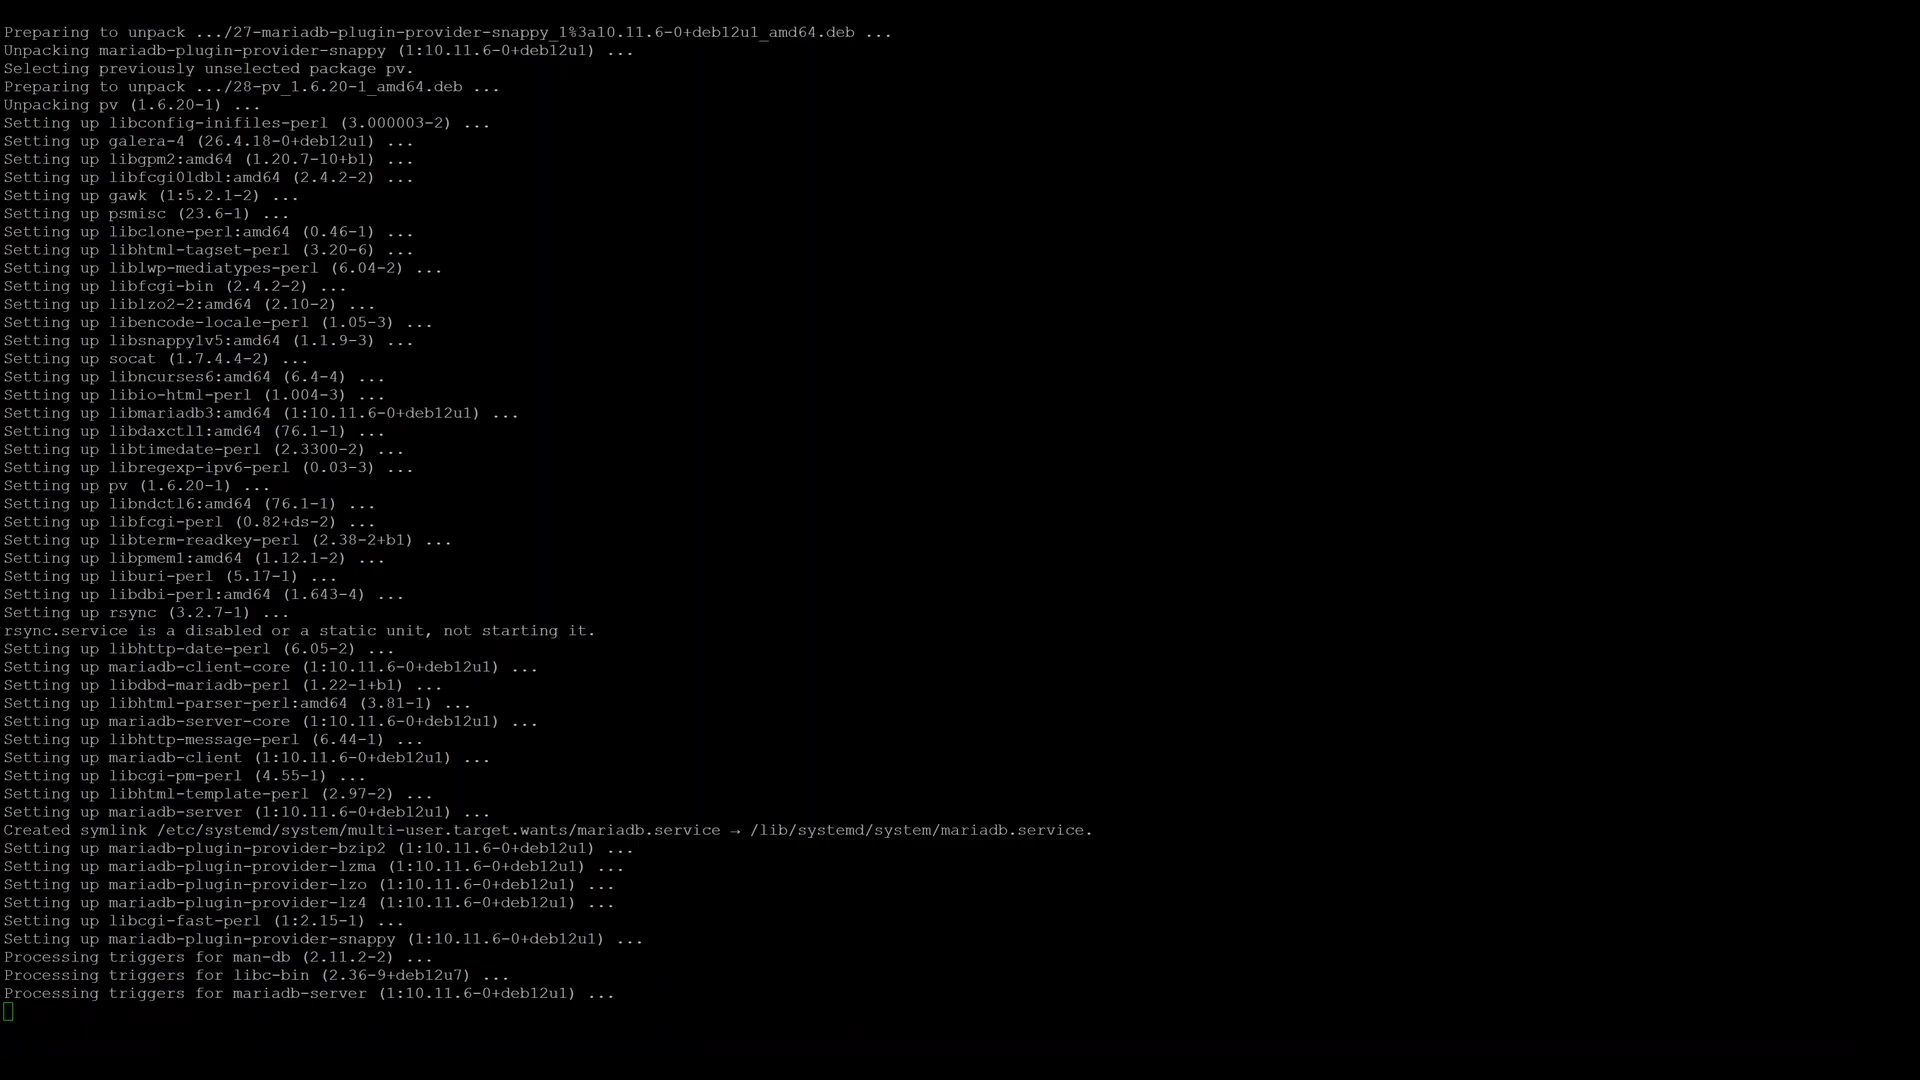 Preparing to unpack .../27-mariadb-plugin-provider-snappy_1%3a10.11.6-0+deb12u1_amd64.deb ...
Unpacking mariadb-plugin-provider-snappy (1:10.11.6-0+deb12u1) ...
Selecting previously unselected package pv.
Preparing to unpack .../28-pv_1.6.20-1_amd64.deb ...
Unpacking pv (1.6.20-1) ...
Setting up libconfig-inifiles-perl (3.000003-2) ...
Setting up galera-4 (26.4.18-0+deb12u1) ...
Setting up libgpm2:amd64 (1.20.7-10+b1) ...
Setting up libfcgi0ldbl:amd64 (2.4.2-2) ...
Setting up gawk (1:5.2.1-2) ...
Setting up psmisc (23.6-1) ...
Setting up libclone-perl:amd64 (0.46-1) ...
Setting up libhtml-tagset-perl (3.20-6) ...
Setting up liblwp-mediatypes-perl (6.04-2) ...
Setting up libfcgi-bin (2.4.2-2) ...
Setting up liblzo2-2:amd64 (2.10-2) ...
Setting up libencode-locale-perl (1.05-3) ...
Setting up libsnappy1v5:amd64 (1.1.9-3) ...
Setting up socat (1.7.4.4-2) ...
Setting up libncurses6:amd64 (6.4-4) ...
Setting up libio-html-perl (1.004-3) ...
Setting up libmariadb3:amd64 (1:10.11.6-0+deb12u1) ...
Setting up libdaxctl1:amd64 (76.1-1) ...
Setting up libtimedate-perl (2.3300-2) ...
Setting up libregexp-ipv6-perl (0.03-3) ...
Setting up pv (1.6.20-1) ...
Setting up libndctl6:amd64 (76.1-1) ...
Setting up libfcgi-perl (0.82+ds-2) ...
Setting up libterm-readkey-perl (2.38-2+b1) ...
Setting up libpmem1:amd64 (1.12.1-2) ...
Setting up liburi-perl (5.17-1) ...
Setting up libdbi-perl:amd64 (1.643-4) ...
Setting up rsync (3.2.7-1) ...
rsync.service is a disabled or a static unit, not starting it.
Setting up libhttp-date-perl (6.05-2) ...
Setting up mariadb-client-core (1:10.11.6-0+deb12u1) ...
Setting up libdbd-mariadb-perl (1.22-1+b1) ...
Setting up libhtml-parser-perl:amd64 (3.81-1) ...
Setting up mariadb-server-core (1:10.11.6-0+deb12u1) ...
Setting up libhttp-message-perl (6.44-1) ...
Setting up mariadb-client (1:10.11.6-0+deb12u1) ...
Setting up libcgi-pm-perl (4.55-1) ...
Setting up libhtml-template-perl (2.97-2) ...
Setting up mariadb-server (1:10.11.6-0+deb12u1) ...
Created symlink /etc/systemd/system/multi-user.target.wants/mariadb.service → /lib/systemd/system/mariadb.service.
Setting up mariadb-plugin-provider-bzip2 (1:10.11.6-0+deb12u1) ...
Setting up mariadb-plugin-provider-lzma (1:10.11.6-0+deb12u1) ...
Setting up mariadb-plugin-provider-lzo (1:10.11.6-0+deb12u1) ...
Setting up mariadb-plugin-provider-lz4 (1:10.11.6-0+deb12u1) ...
Setting up libcgi-fast-perl (1:2.15-1) ...
Setting up mariadb-plugin-provider-snappy (1:10.11.6-0+deb12u1) ...
Processing triggers for man-db (2.11.2-2) ...
Processing triggers for libc-bin (2.36-9+deb12u7) ...
Processing triggers for mariadb-server (1:10.11.6-0+deb12u1) ...